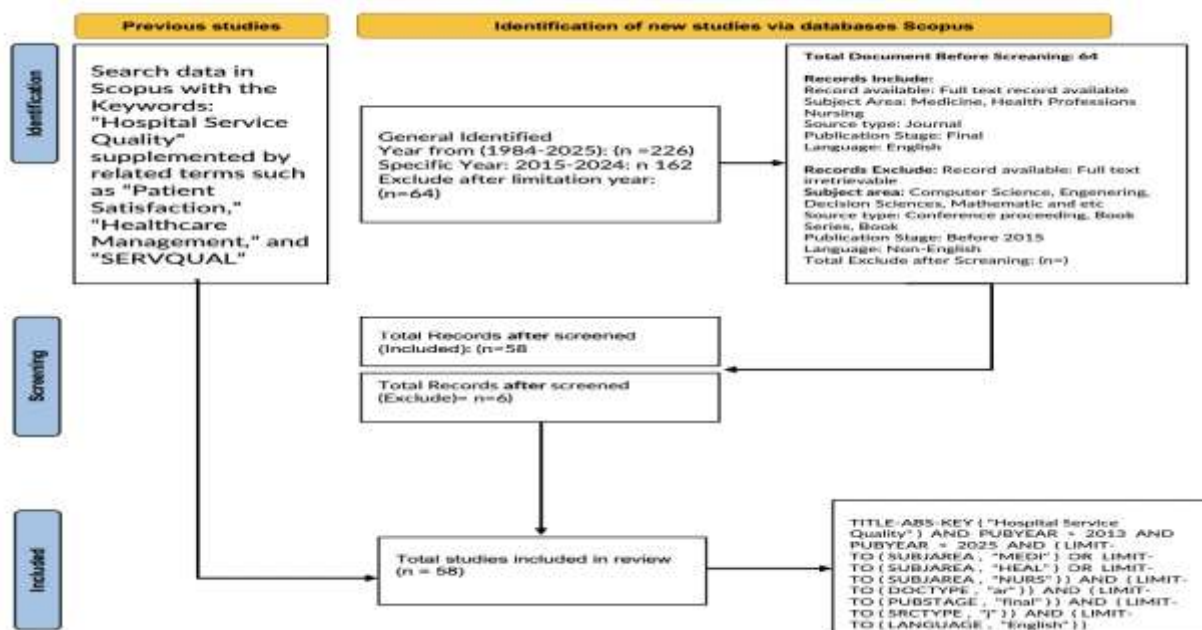 Previous studies
Identification of new studies via databases Scopus
Identification
Search data in
Scopus with the
Keywords:
"Hospital Service
Quality"
supplemented by
related terms such
as "Patient
Satisfaction,"
"Healthcare
Management," and
"SERVQUAL"
General Identified
Year from (1984-2025): (n =226)
Specific Year: 2015-2024: n 162
Exclude after limitation year:
(n=64)
Total Document Before Screaning: 64
Records Include:
Record available: Full text record available
Subject Area: Medicine, Health Professions
Nursing
Source type: Journal
Publication Stage: Final
Language: English
Records Exclude: Record available: Full text
irretrievable
Subject area: Computer Science, Engenering,
Decision Sciences, Mathematic and etc
Source type: Conference proceeding, Book
Series, Book
Publication Stage: Before 2015
Language: Non-English
Total Exclude after Screaning: (n=)
Screening
Total Records after screened
(Included): (n=58
Total Records after screened
(Exclude)= n=6)
Included
Total studies included in review
(n = 58)
TITLE-ABS-KEY ( "Hospital Service
Quality" ) AND PUBYEAR 2013 AND
PUBYEAR 2025 AND ( LIMIT-
TO ( SUBJAREA , "MEDI" ) OR LIMIT-
TO ( SUBJAREA , "HEAL" ) OR LIMIT-
TO ( SUBJAREA , "NURS" ) ) AND ( LIMIT-
TO ( DOCTYPE , "ar" ) ) AND ( LIMIT-
TO ( PUBSTAGE , "final" ) ) AND ( LIMIT-
TO ( SRCTYPE , "j" ) ) AND ( LIMIT-
TO ( LANGUAGE , "English" ) )